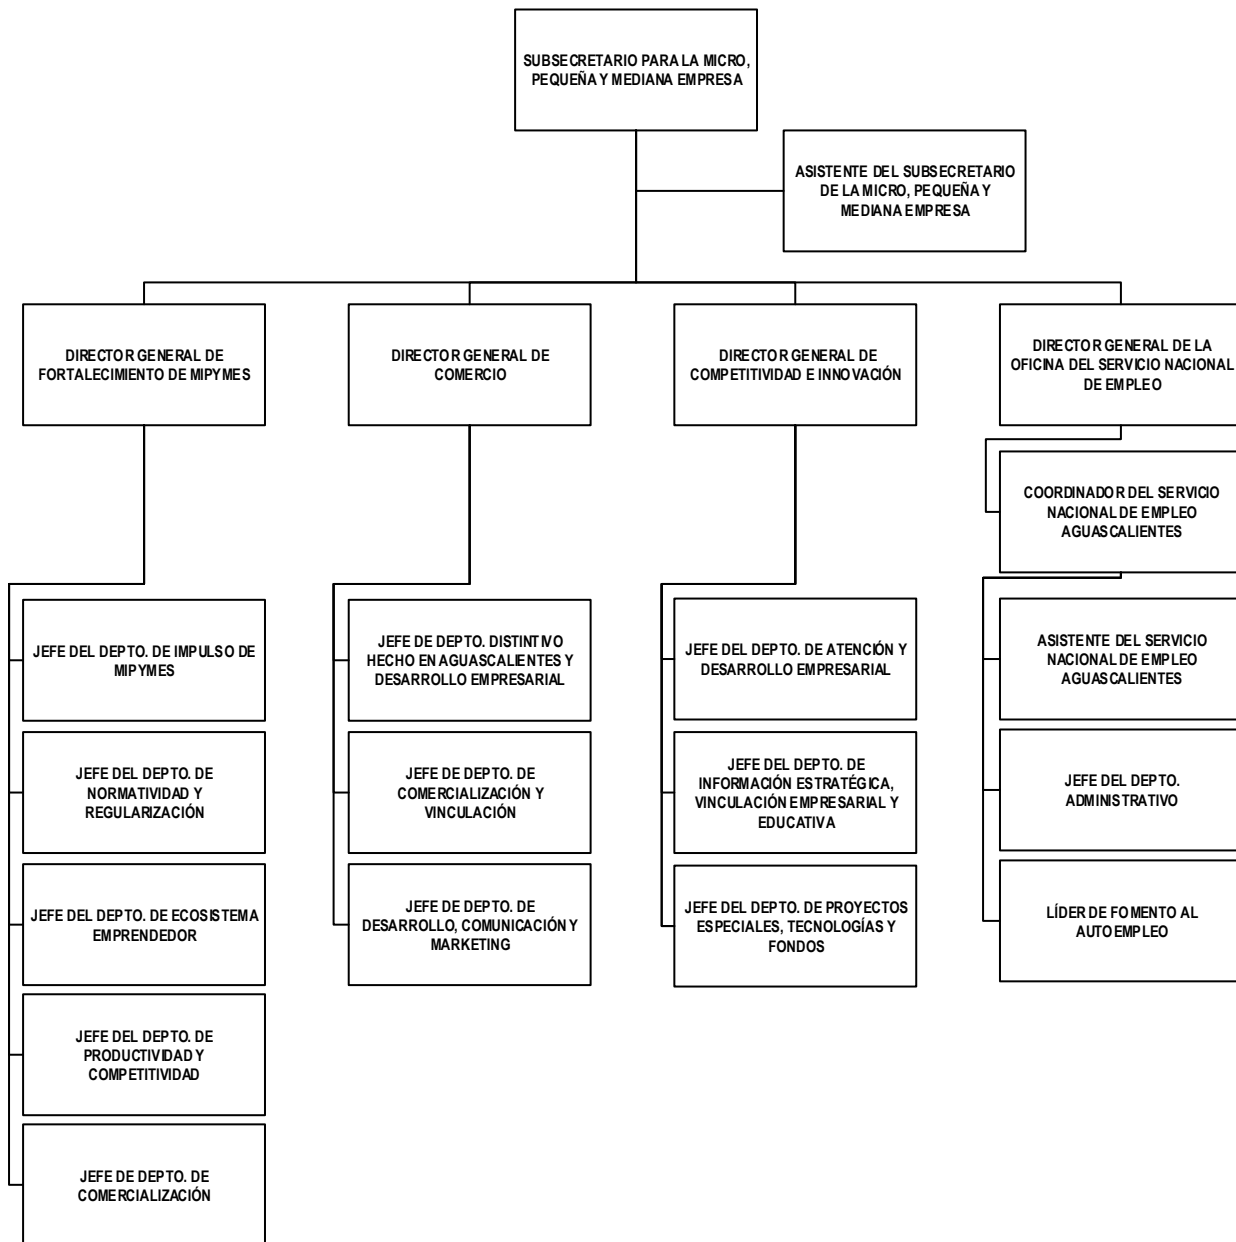 SUBSECRETARIO PARA LA MICRO,
PEQUEÑA Y MEDIANA EMPRESA
ASISTENTE DEL SUBSECRETARIO
DE LA MICRO, PEQUEÑA Y
MEDIANA EMPRESA
DIRECTOR GENERAL DE
FORTALECIMIENTO DE MIPYMES
DIRECTOR GENERAL DE
COMERCIO
DIRECTOR GENERAL DE
COMPETITIVIDAD E INNOVACIÓN
DIRECTOR GENERAL DE LA
OFICINA DEL SERVICIO NACIONAL
DE EMPLEO
COORDINADOR DEL SERVICIO
NACIONAL DE EMPLEO
AGUASCALIENTES
JEFE DEL DEPTO. DE IMPULSO DE
MIPYMES
JEFE DE DEPTO. DISTINTIVO
HECHO EN AGUASCALIENTES Y
DESARROLLO EMPRESARIAL
JEFE DEL DEPTO. DE ATENCIÓN Y
DESARROLLO EMPRESARIAL
ASISTENTE DEL SERVICIO
NACIONAL DE EMPLEO
AGUASCALIENTES
JEFE DEL DEPTO. DE
NORMATIVIDAD Y
REGULARIZACIÓN
JEFE DE DEPTO. DE
COMERCIALIZACIÓN Y
VINCULACIÓN
JEFE DEL DEPTO. DE
INFORMACIÓN ESTRATÉGICA,
VINCULACIÓN EMPRESARIAL Y
EDUCATIVA
JEFE DEL DEPTO.
ADMINISTRATIVO
JEFE DEL DEPTO. DE ECOSISTEMA
EMPRENDEDOR
JEFE DE DEPTO. DE
DESARROLLO, COMUNICACIÓN Y
MARKETING
JEFE DEL DEPTO. DE PROYECTOS
ESPECIALES, TECNOLOGÍAS Y
FONDOS
LÍDER DE FOMENTO AL
AUTOEMPLEO
JEFE DEL DEPTO. DE
PRODUCTIVIDAD Y
COMPETITIVIDAD
JEFE DE DEPTO. DE
COMERCIALIZACIÓN